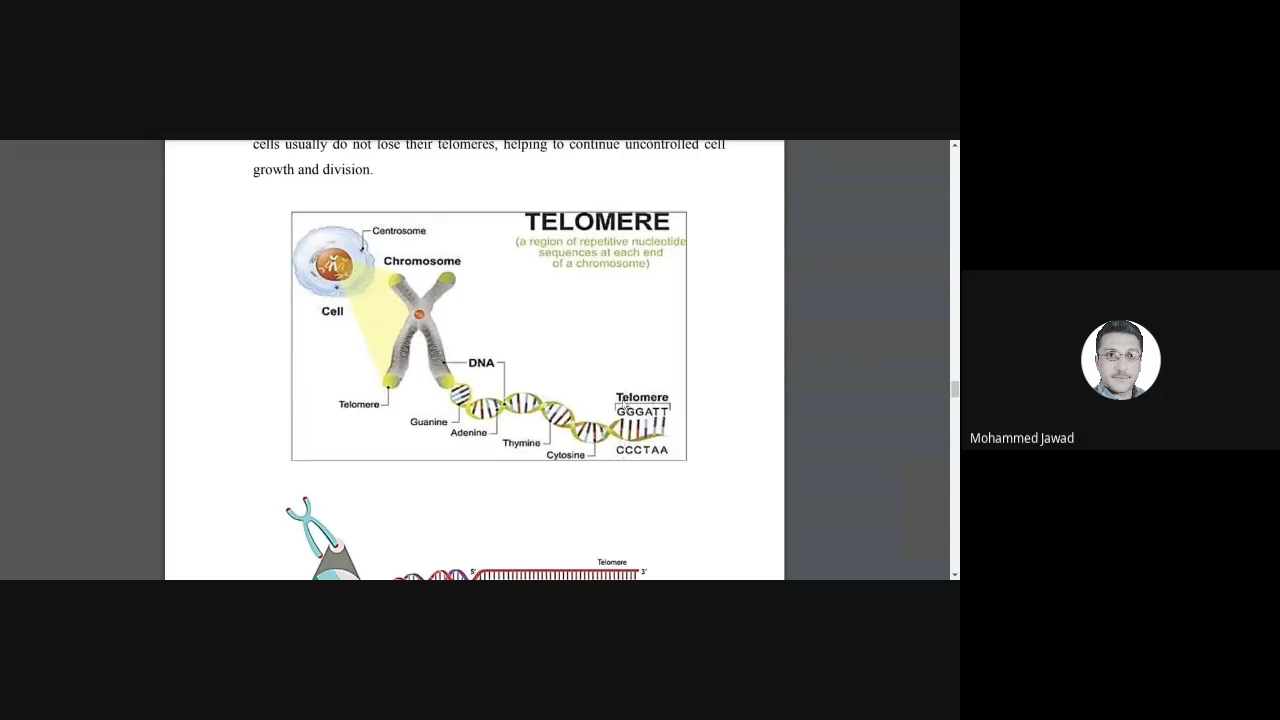 cells usually do not lose their telomeres, helping to continue uncontrolled cell
growth and division.
TELOMERE
(a region of repetitive nucleotide
sequences at each end
of a chromosome)
Centrosome
Chromosome
Cell
DNA
Telomere
Guanine
Adenine
Thymine
Cytosine
Telomere
GGGATT
CCCTAA
Telomere
5'
3'
Mohammed Jawad